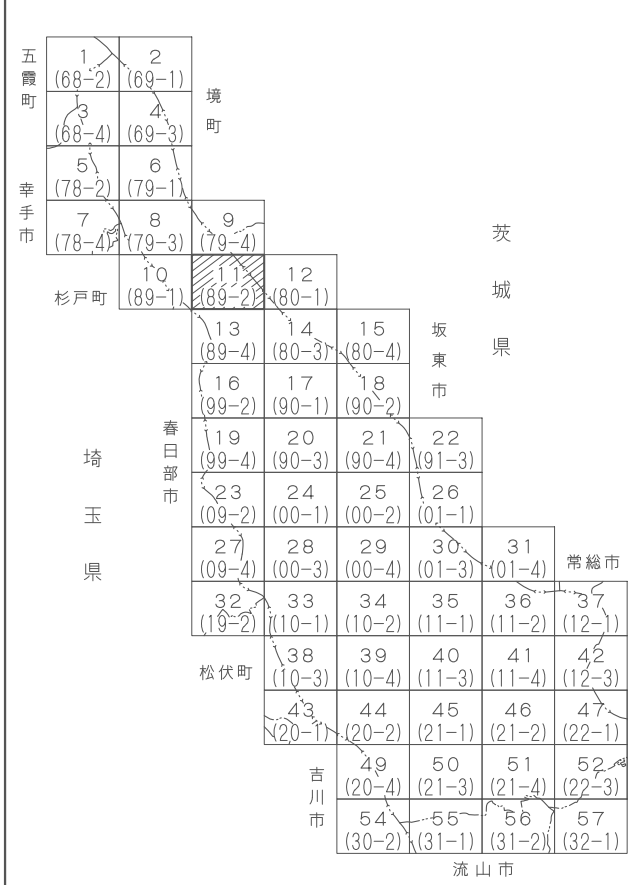 五霞町
1 2
(68-2) (69-1)
境町
3 4
(68-4) (69-3)
5 6
(78-2) (79-1)
幸手市
7 8 9
(78-4) (79-3) (79-4)
茨城県
10 11 12
杉戸町 (89-1) (89-2) (80-1)
13 14 15
(89-4) (80-3) (80-4)
坂東市
16 17 18
(99-2) (90-1) (90-2)
春日部市
19 20 21 22
(99-4) (90-3) (90-4) (91-3)
埼玉県
23 24 25 26
(09-2) (00-1) (00-2) (01-1)
27 28 29 30 31
(09-4) (00-3) (00-4) (01-3) (01-4)
常総市
32 33 34 35 36 37
(19-2) (10-1) (10-2) (11-1) (11-2) (12-1)
38 39 40 41 42
松伏町 (10-3) (10-4) (11-3) (11-4) (12-3)
43 44 45 46 47
(20-1) (20-2) (21-1) (21-2) (22-1)
吉川市
49 50 51 52
(20-4) (21-3) (21-4) (22-3)
54 55 56 57
(30-2) (31-1) (31-2) (32-1)
流山市